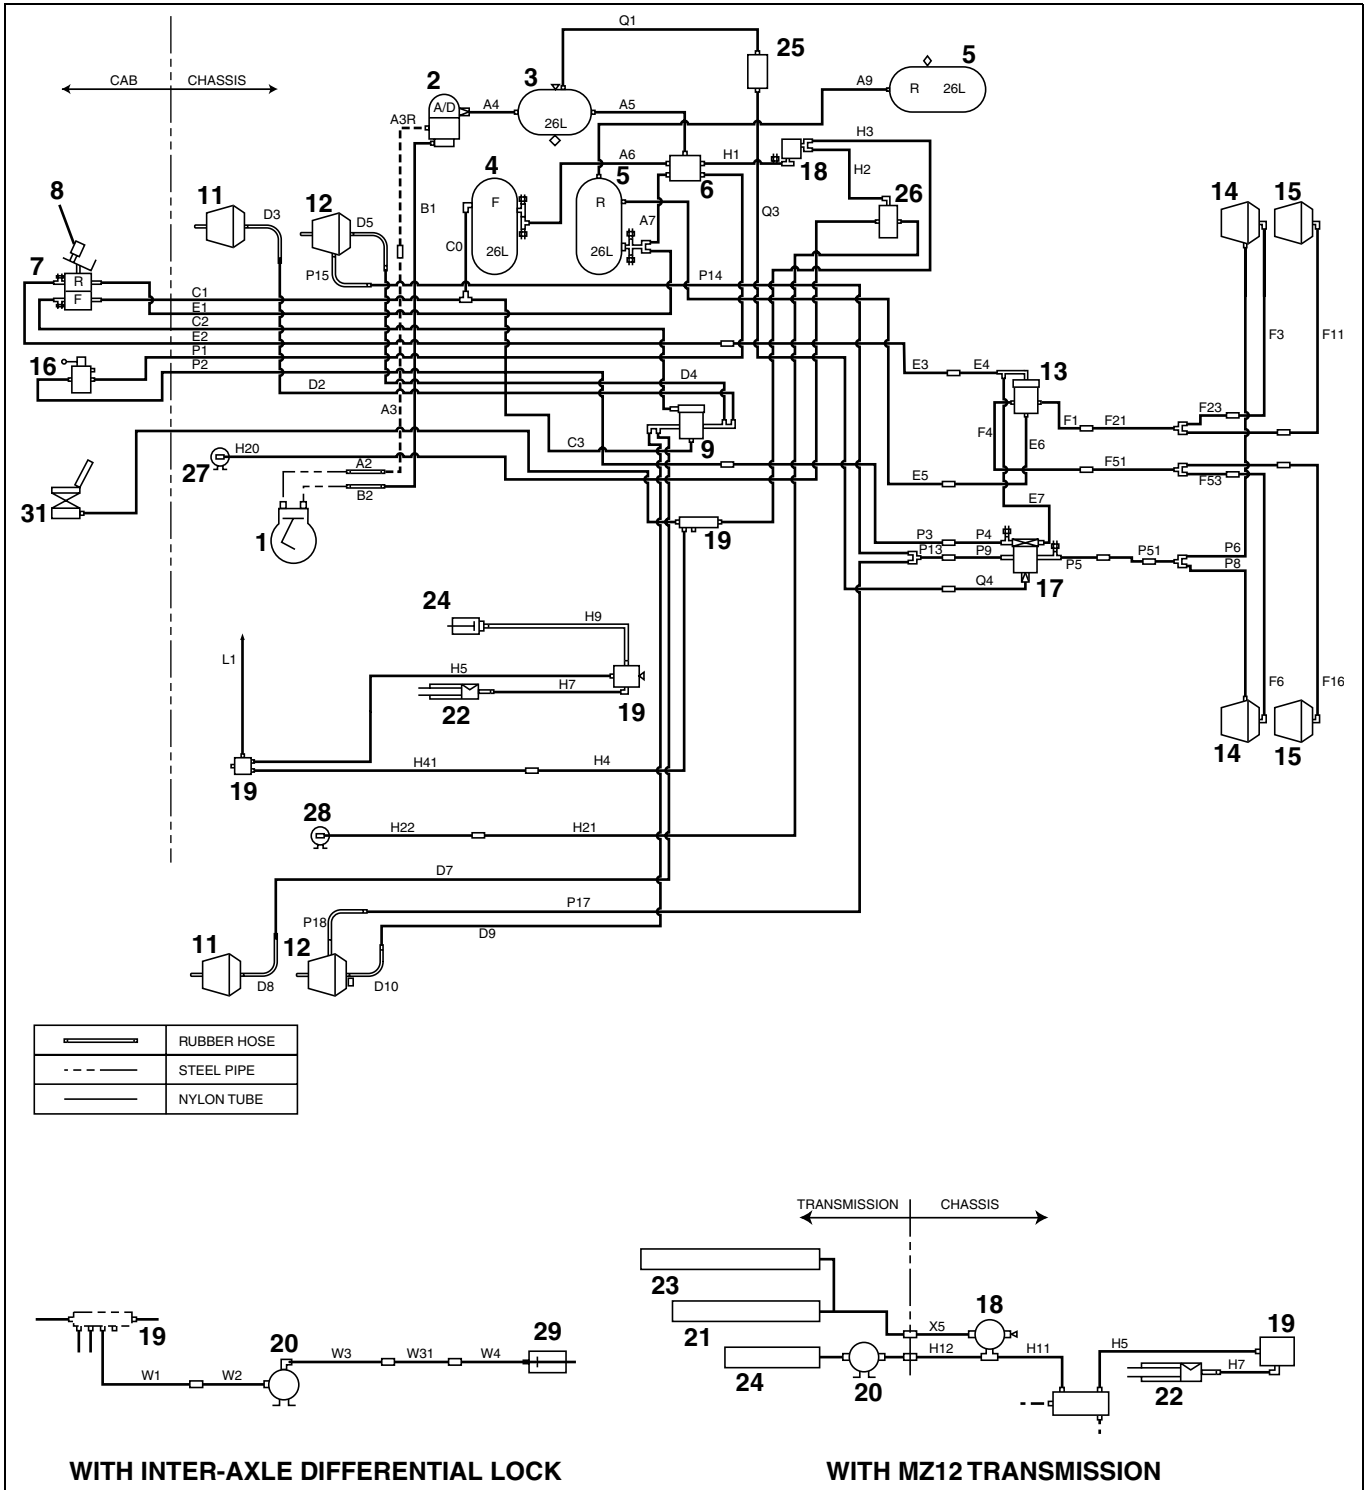 Q1
25
5
CAB
CHASSIS
2
3
A9
R 26L
A/D
A4
A5
A3R
26L
H3
4
A6
H1
5
6
18
H2
8
11
12
F
R
14
15
26
D3
D5
B1
A7
Q3
C0
26L
26L
7
R
P15
P14
F
C1
E1
C2
E2
F3
F11
P1
16
P2
E3
E4
13
D4
D2
A3
F23
F1
F21
F4
9
E6
C3
H20
A2
F51
27
E5
F53
B2
E7
31
1
19
P3
P4
P13
P9
P51
P6
P5
P8
Q4
17
24
H9
L1
H5
H7
F6
F16
22
19
14
15
H41
H4
19
28
H22
H21
D7
P17
P18
11
12
D9
D8
D10
RUBBER HOSE
STEEL PIPE
NYLON TUBE
TRANSMISSION
CHASSIS
23
18
19
21
X5
19
20
29
H5
W3
W31
W4
H12
H11
H7
W1
W2
24
20
22
WITH INTER-AXLE DIFFERENTIAL LOCK
WITH MZ12 TRANSMISSION